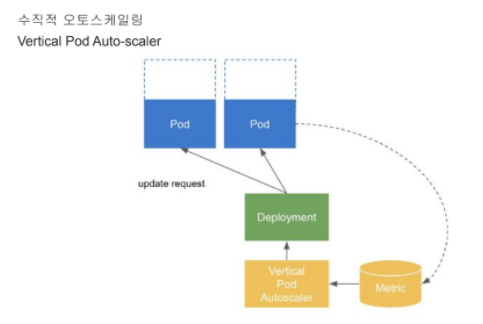 수직적 오토스케일링
Vertical Pod Auto-scaler
Pod
Pod
update request
Deployment
Vertical
Pod
Autoscaler
Metric